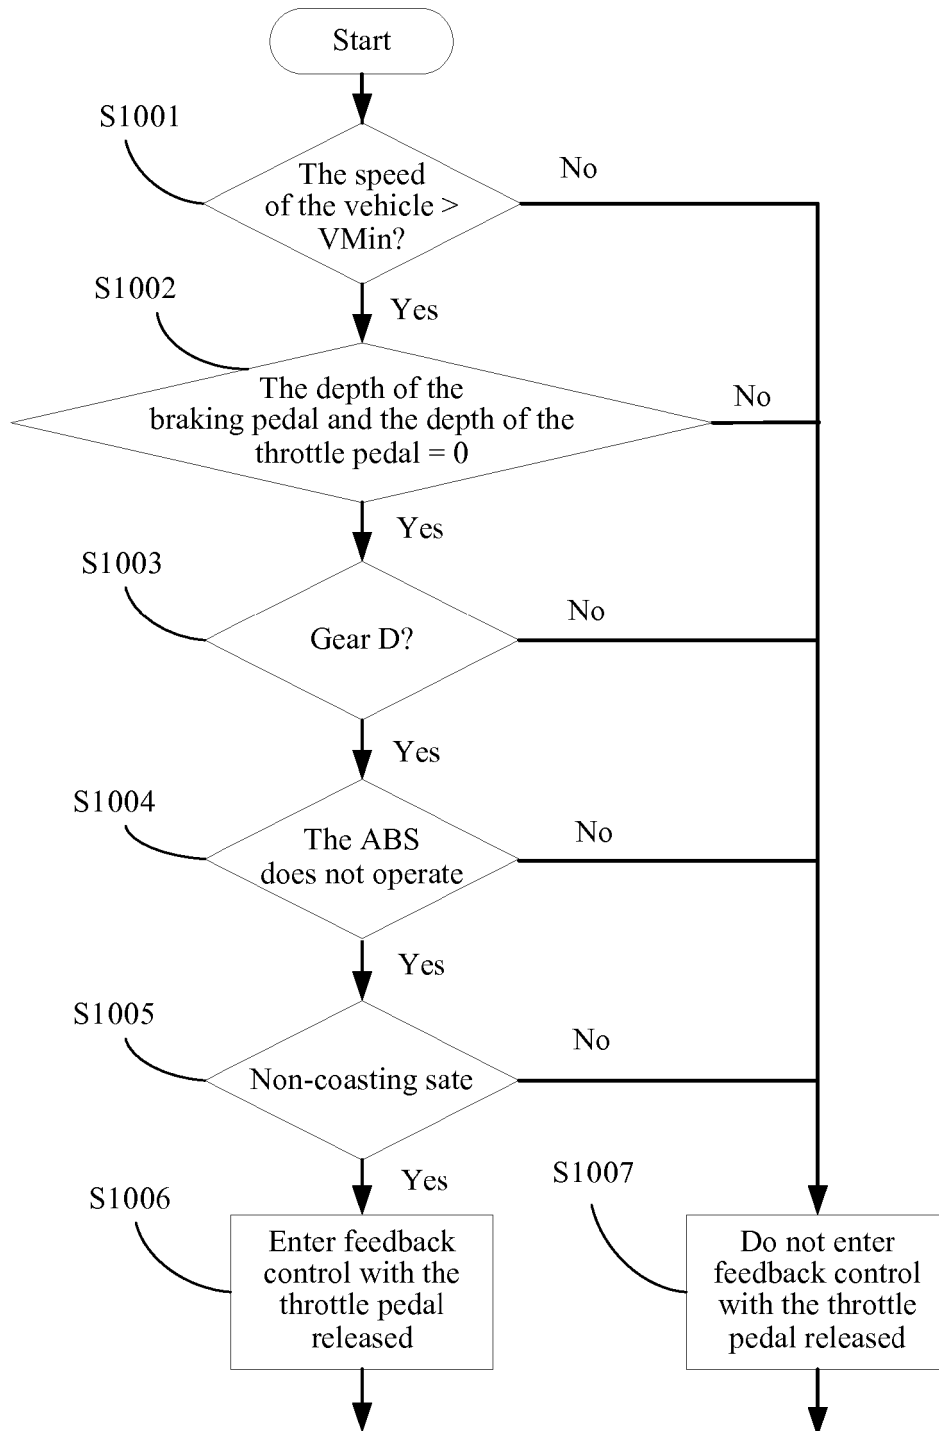 Start
S1001
The speed
of the vehicle >
VMin?
No
S1002
Yes
The depth of the
braking pedal and the depth of the
throttle pedal = 0
No
Yes
S1003
Gear D?
No
Yes
S1004
The ABS
does not operate
No
Yes
S1005
Non-coasting sate
No
Yes
S1006
Enter feedback
control with the
throttle pedal
released
S1007
Do not enter
feedback control
with the throttle
pedal released